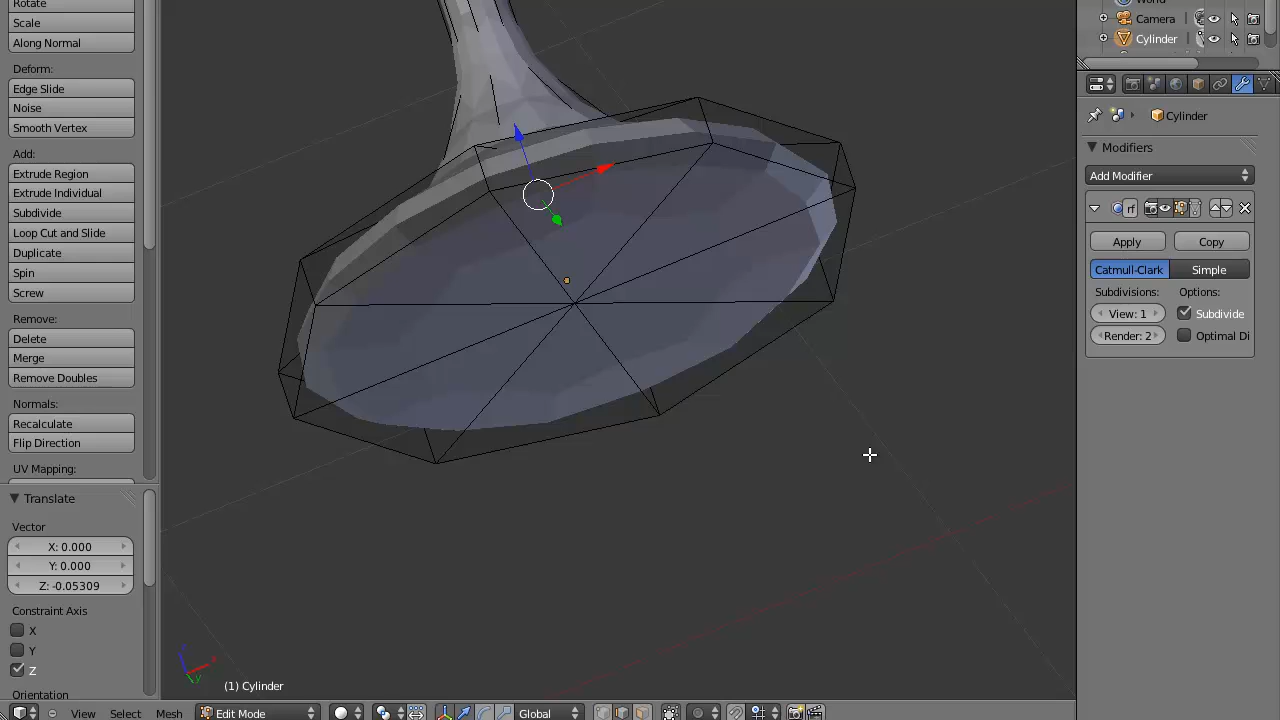 Rotate
Scale
Along Normal
Deform:
Edge Slide
Noise
Smooth Vertex
Add:
Extrude Region
Extrude Individual
Subdivide
Loop Cut and Slide
Duplicate
Spin
Screw
Remove:
Delete
Merge
Remove Doubles
Normals:
Recalculate
Flip Direction
UV Mapping:
Translate
Vector
X: 0.000
Y: 0.000
Z: -0.05309
Constraint Axis
X
Y
Z
Orientation
(1) Cylinder
View Select Mesh Edit Mode Global
World
Camera
Cylinder
Cylinder
Modifiers
Add Modifier
rf
Apply Copy
Catmull-Clark Simple
Subdivisions: Options:
View: 1 Subdivide
Render: 2 Optimal Di